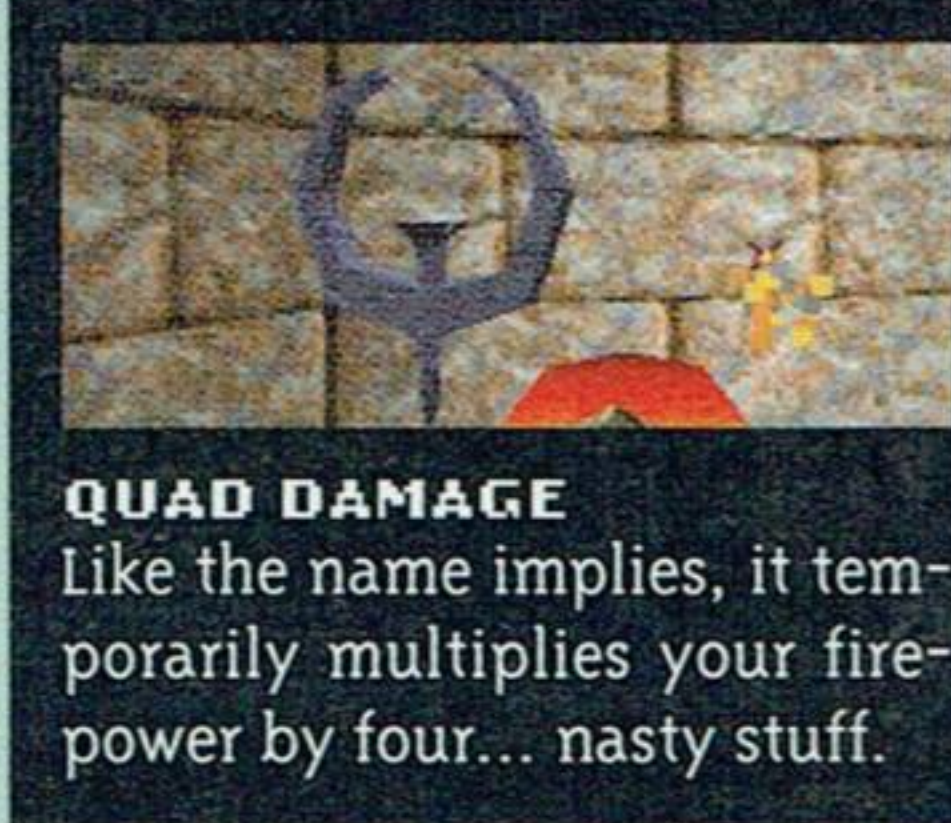 QUAD DAMAGE
Like the name implies, it tem-
porarily multiplies your fire-
power by four... nasty stuff.